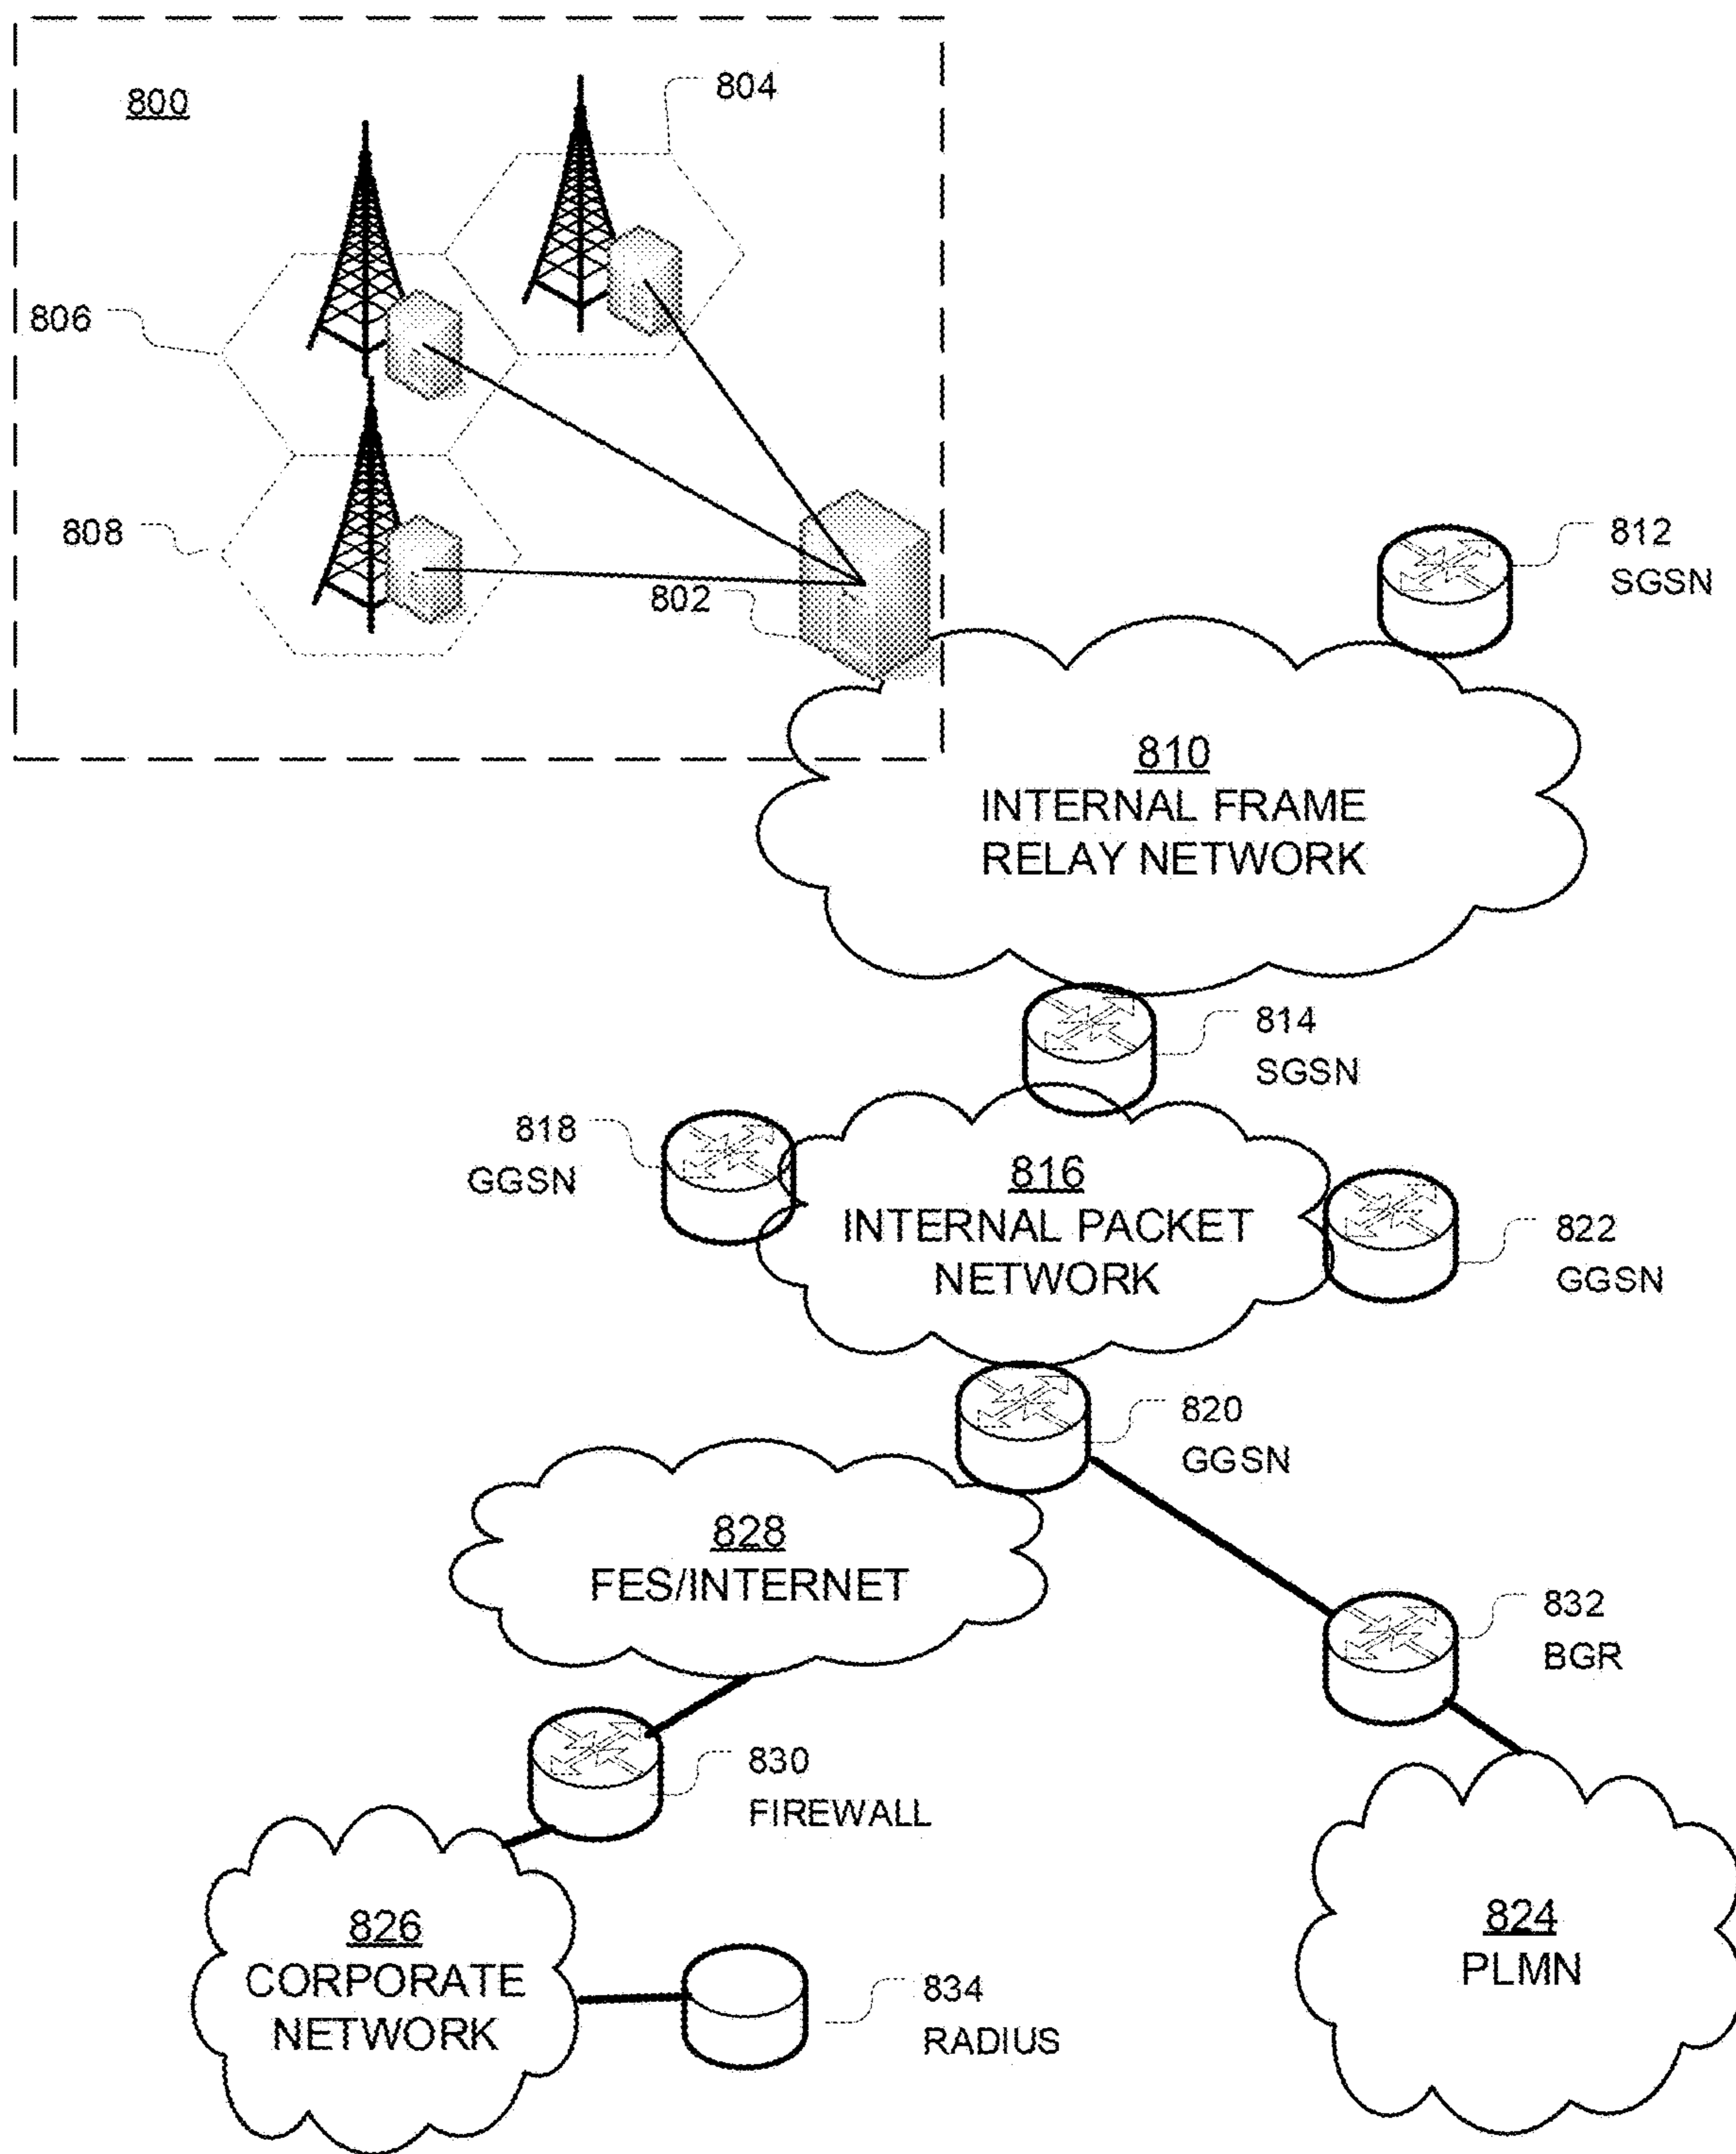 800
804
806
808
802
812
SGSN
810
INTERNAL FRAME
RELAY NETWORK
814
SGSN
818
GGSN
816
INTERNAL PACKET
NETWORK
822
GGSN
820
GGSN
828
FES/INTERNET
832
BGR
830
FIREWALL
826
CORPORATE
NETWORK
834
RADIUS
824
PLMN